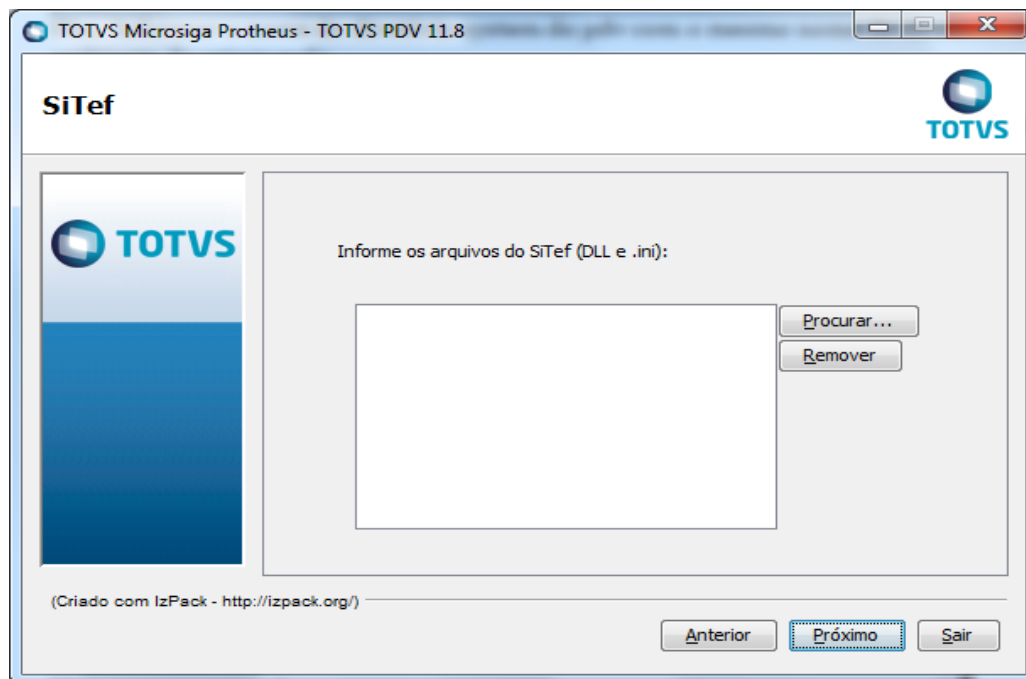 TOTVS Microsiga Protheus - TOTVS PDV 11.8
SiTef
TOTVS
TOTVS
Informe os arquivos do SiTef (DLL e .ini):
Procurar...
Remover
(Criado com IzPack - http://izpack.org/)
Anterior
Próximo
Sair